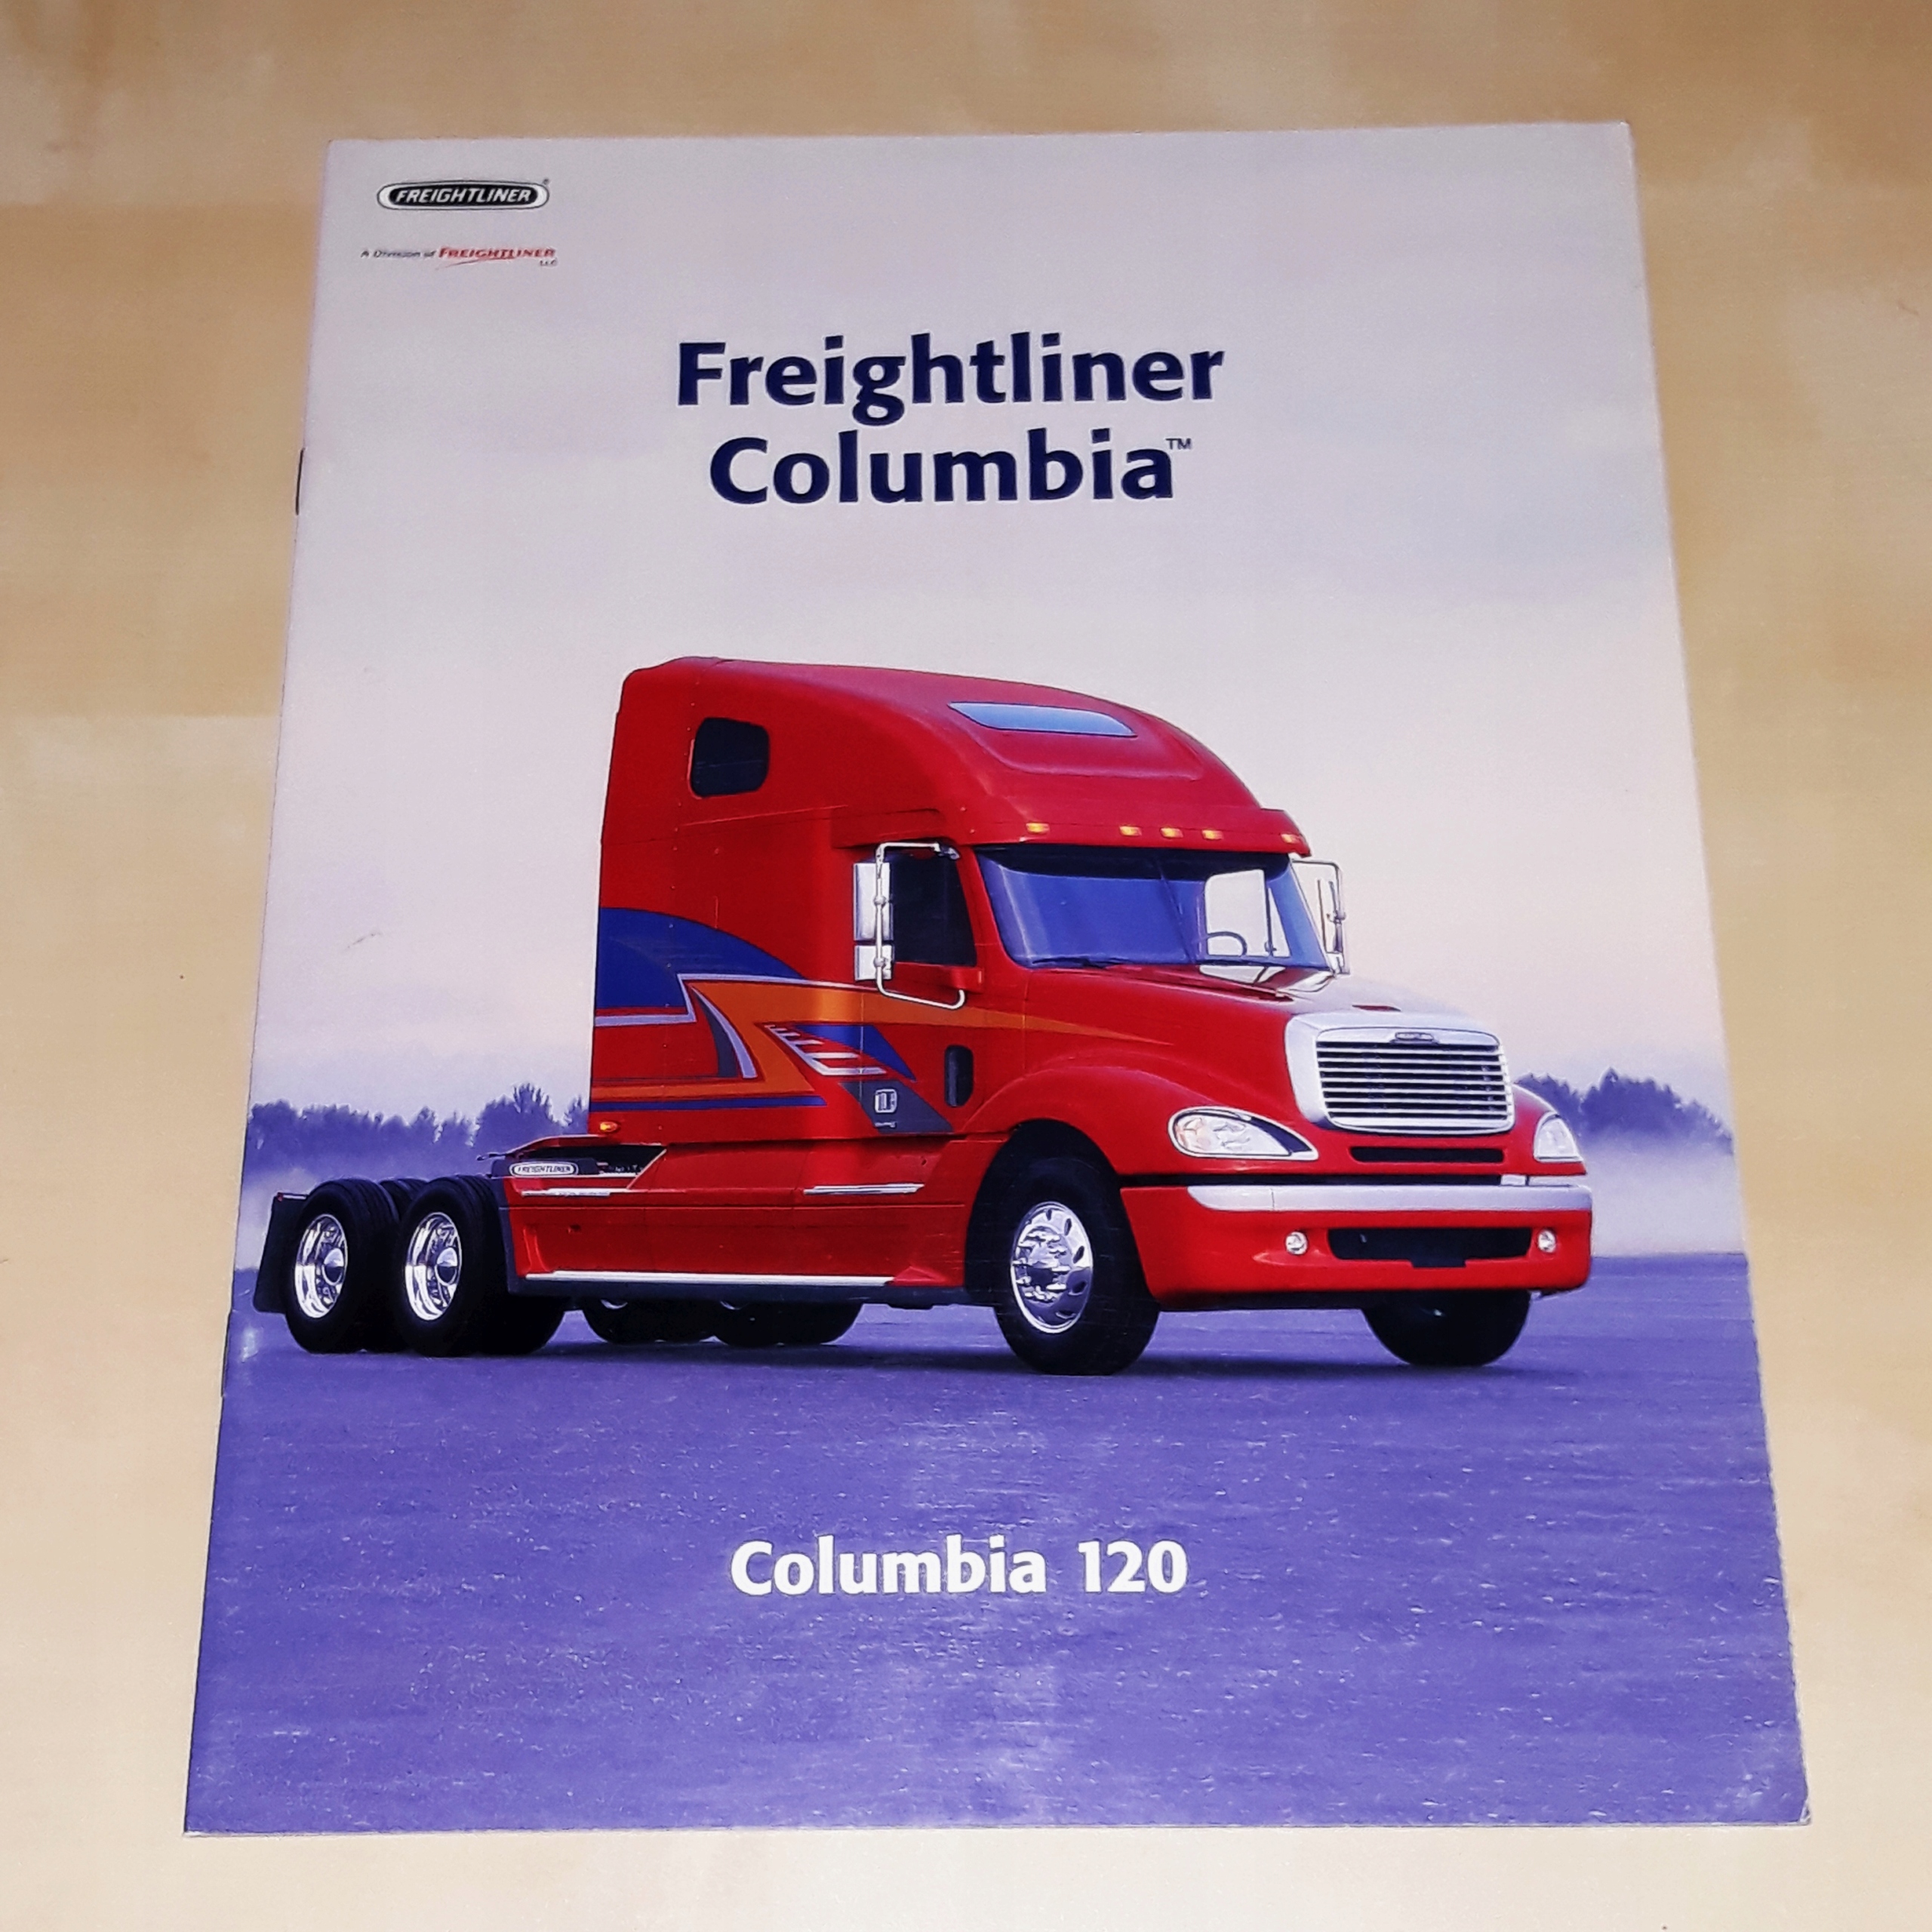 FREIGHTLINER®
A Division of FREIGHTLINER
LLC
Freightliner
Columbia™
FREIGHTLINER
Columbia 120